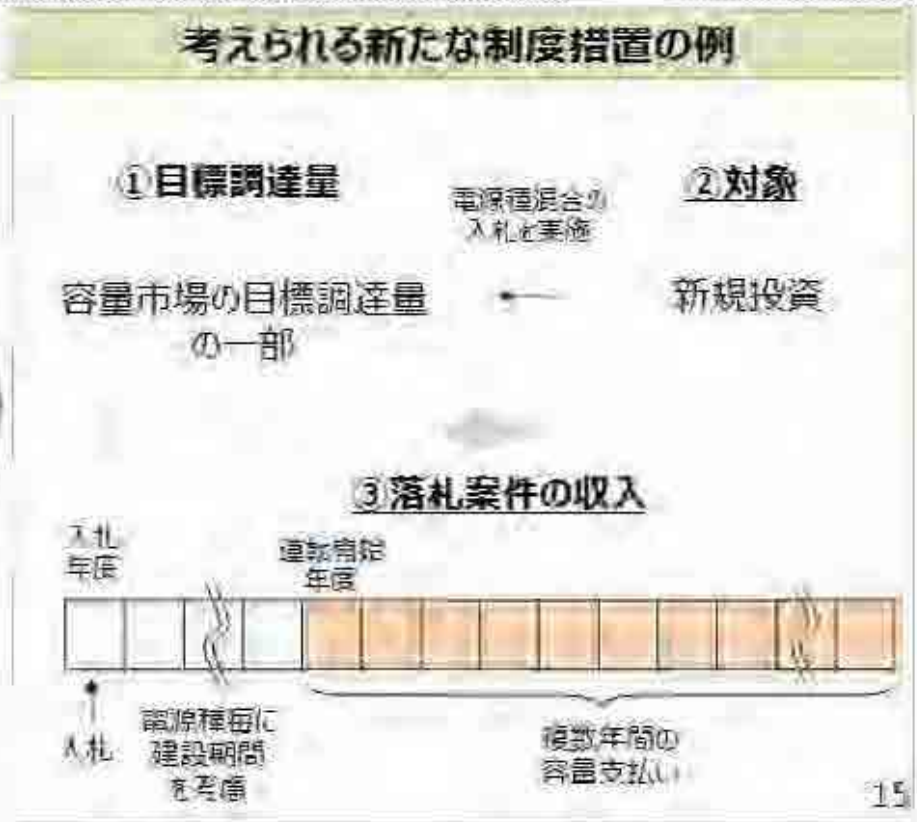 考えられる新たな制度措置の例
①目標調達量
電源種混合の
入札を実施
②対象
容量市場の目標調達量
の一部
新規投資
③落札案件の収入
入札
年度
運転開始
年度
入札
電源種毎に
建設期間
を考慮
複数年間の
容量支払い
15